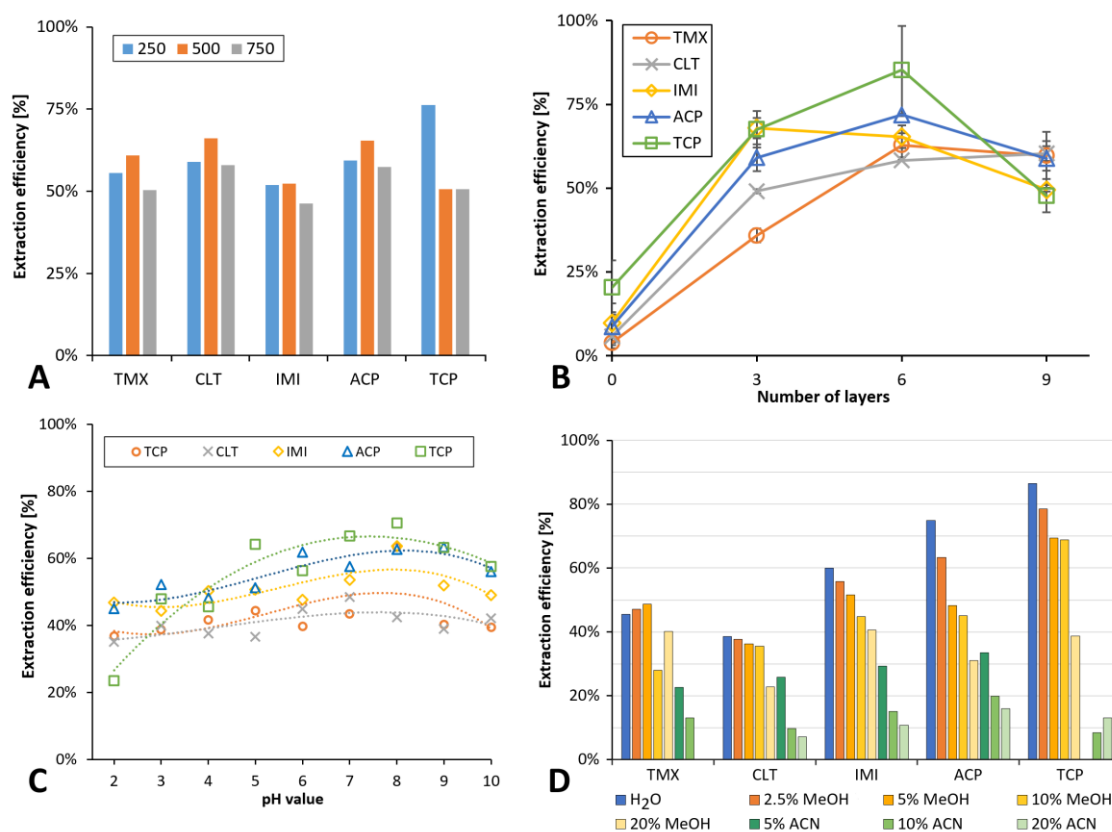 100%
75%
50%
25%
0%
Extraction efficiency [%]
250 500 750
TMX CLT IMI ACP TCP
A
100%
75%
50%
25%
0%
Extraction efficiency [%]
TMX
CLT
IMI
ACP
TCP
0 3 6 9
Number of layers
B
100%
80%
60%
40%
20%
0%
Extraction efficiency [%]
TCP CLT IMI ACP TCP
2 3 4 5 6 7 8 9 10
pH value
C
100%
80%
60%
40%
20%
0%
Extraction efficiency [%]
TMX CLT IMI ACP TCP
D
H₂O 2.5% MeOH 5% MeOH 10% MeOH
20% MeOH 5% ACN 10% ACN 20% ACN